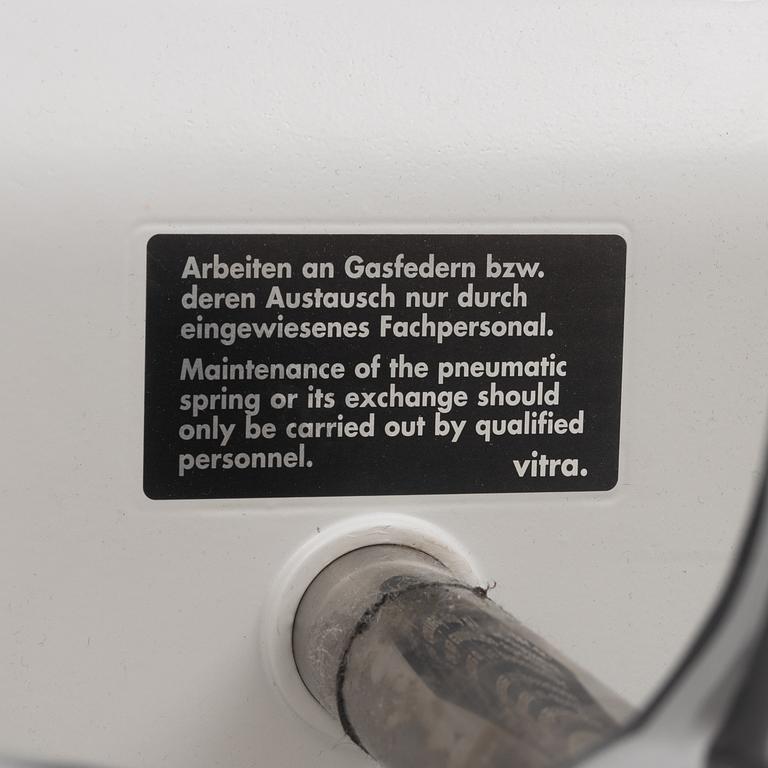 Arbeiten an Gasfedern bzw.
deren Austausch nur durch
eingewiesenes Fachpersonal.
Maintenance of the pneumatic
spring or its exchange should
only be carried out by qualified
personnel.
vitra.